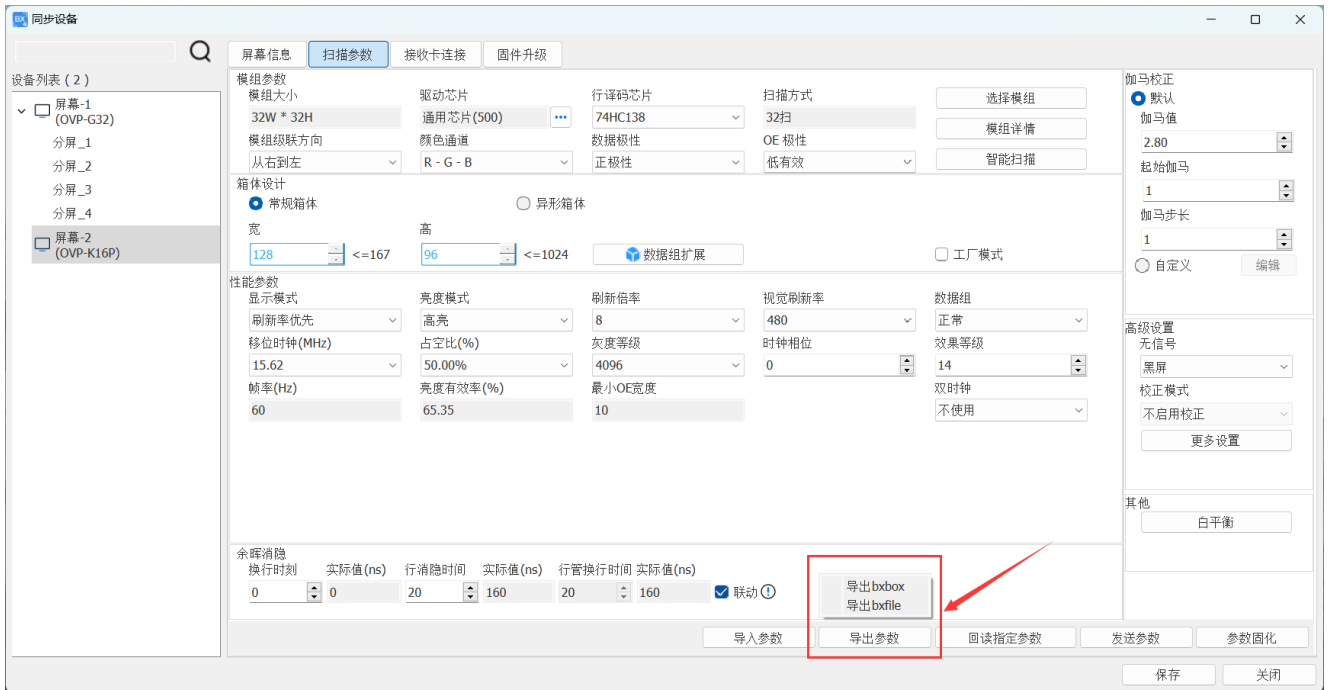 BX 同步设备
设备列表 ( 2 )
屏幕-1
(OVP-G32)
分屏_1
分屏_2
分屏_3
分屏_4
屏幕-2
(OVP-K16P)
屏幕信息 扫描参数 接收卡连接 固件升级
模组参数
模组大小 驱动芯片 行译码芯片 扫描方式
32W * 32H 通用芯片(500) ••• 74HC138 32扫 选择模组
模组级联方向 颜色通道 数据极性 OE 极性 模组详情
从右到左 R - G - B 正极性 低有效 智能扫描
箱体设计
常规箱体 异形箱体
宽 高
128 <=167 96 <=1024 数据组扩展 工厂模式
性能参数
显示模式 亮度模式 刷新倍率 视觉刷新率 数据组
刷新率优先 高亮 8 480 正常
移位时钟(MHz) 占空比(%) 灰度等级 时钟相位 效果等级
15.62 50.00% 4096 0 14
帧率(Hz) 亮度有效率(%) 最小OE宽度 双时钟
60 65.35 10 不使用
余晖消隐
换行时刻 实际值(ns) 行消隐时间 实际值(ns) 行管换行时间 实际值(ns)
0 0 20 160 20 160 联动
导出bxbox
导出bxfile
导入参数 导出参数 回读指定参数 发送参数 参数固化
伽马校正
默认
伽马值
2.80
起始伽马
1
伽马步长
1
自定义 编辑
高级设置
无信号
黑屏
校正模式
不启用校正
更多设置
其他
白平衡
保存 关闭